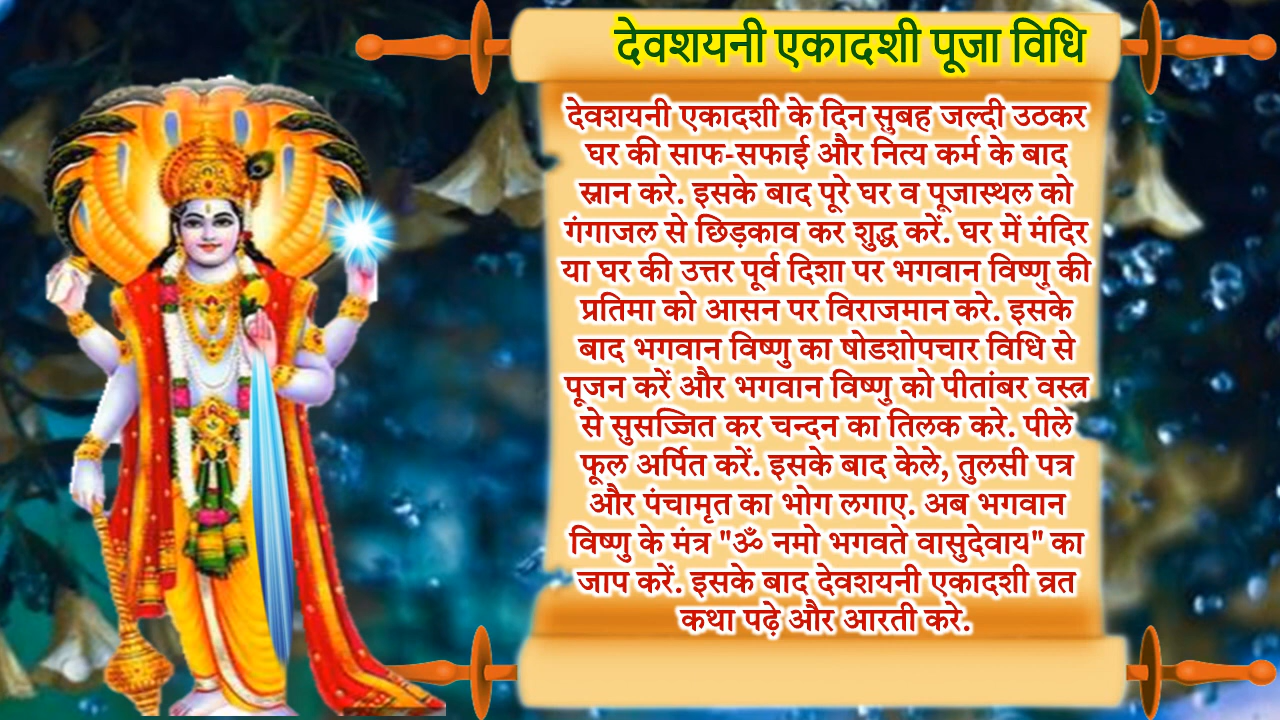 देवशयनी एकादशी पूजा विधि
देवशयनी एकादशी के दिन सुबह जल्दी उठकर
घर की साफ-सफाई और नित्य कर्म के बाद
स्नान करे. इसके बाद पूरे घर व पूजास्थल को
गंगाजल से छिड़काव कर शुद्ध करें. घर में मंदिर
या घर की उत्तर पूर्व दिशा पर भगवान विष्णु की
प्रतिमा को आसन पर विराजमान करे. इसके
बाद भगवान विष्णु का षोडशोपचार विधि से
पूजन करें और भगवान विष्णु को पीतांबर वस्त्र
से सुसज्जित कर चन्दन का तिलक करे. पीले
फूल अर्पित करें. इसके बाद केले, तुलसी पत्र
और पंचामृत का भोग लगाए. अब भगवान
विष्णु के मंत्र "ॐ नमो भगवते वासुदेवाय" का
जाप करें. इसके बाद देवशयनी एकादशी व्रत
कथा पढ़े और आरती करे.